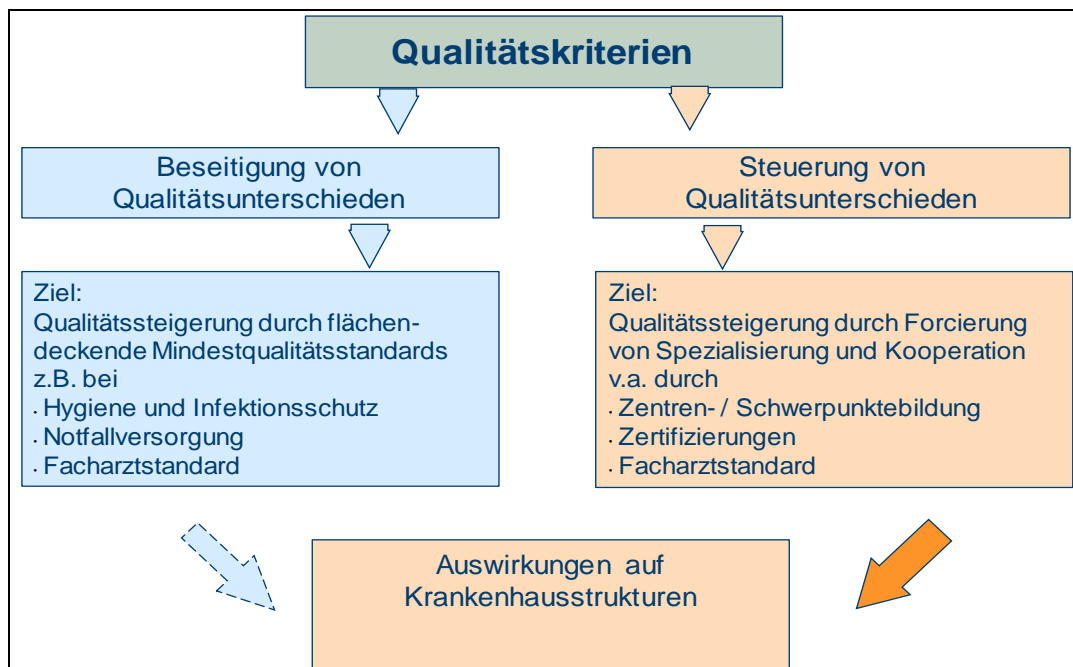 Qualitätskriterien
Beseitigung von
Qualitätsunterschieden
Steuerung von
Qualitätsunterschieden
Ziel:
Qualitätssteigerung durch flächen-
deckende Mindestqualitätsstandards
z.B. bei
· Hygiene und Infektionsschutz
· Notfallversorgung
· Facharztstandard
Ziel:
Qualitätssteigerung durch Forcierung
von Spezialisierung und Kooperation
v.a. durch
· Zentren- / Schwerpunktebildung
· Zertifizierungen
· Facharztstandard
Auswirkungen auf
Krankenhausstrukturen